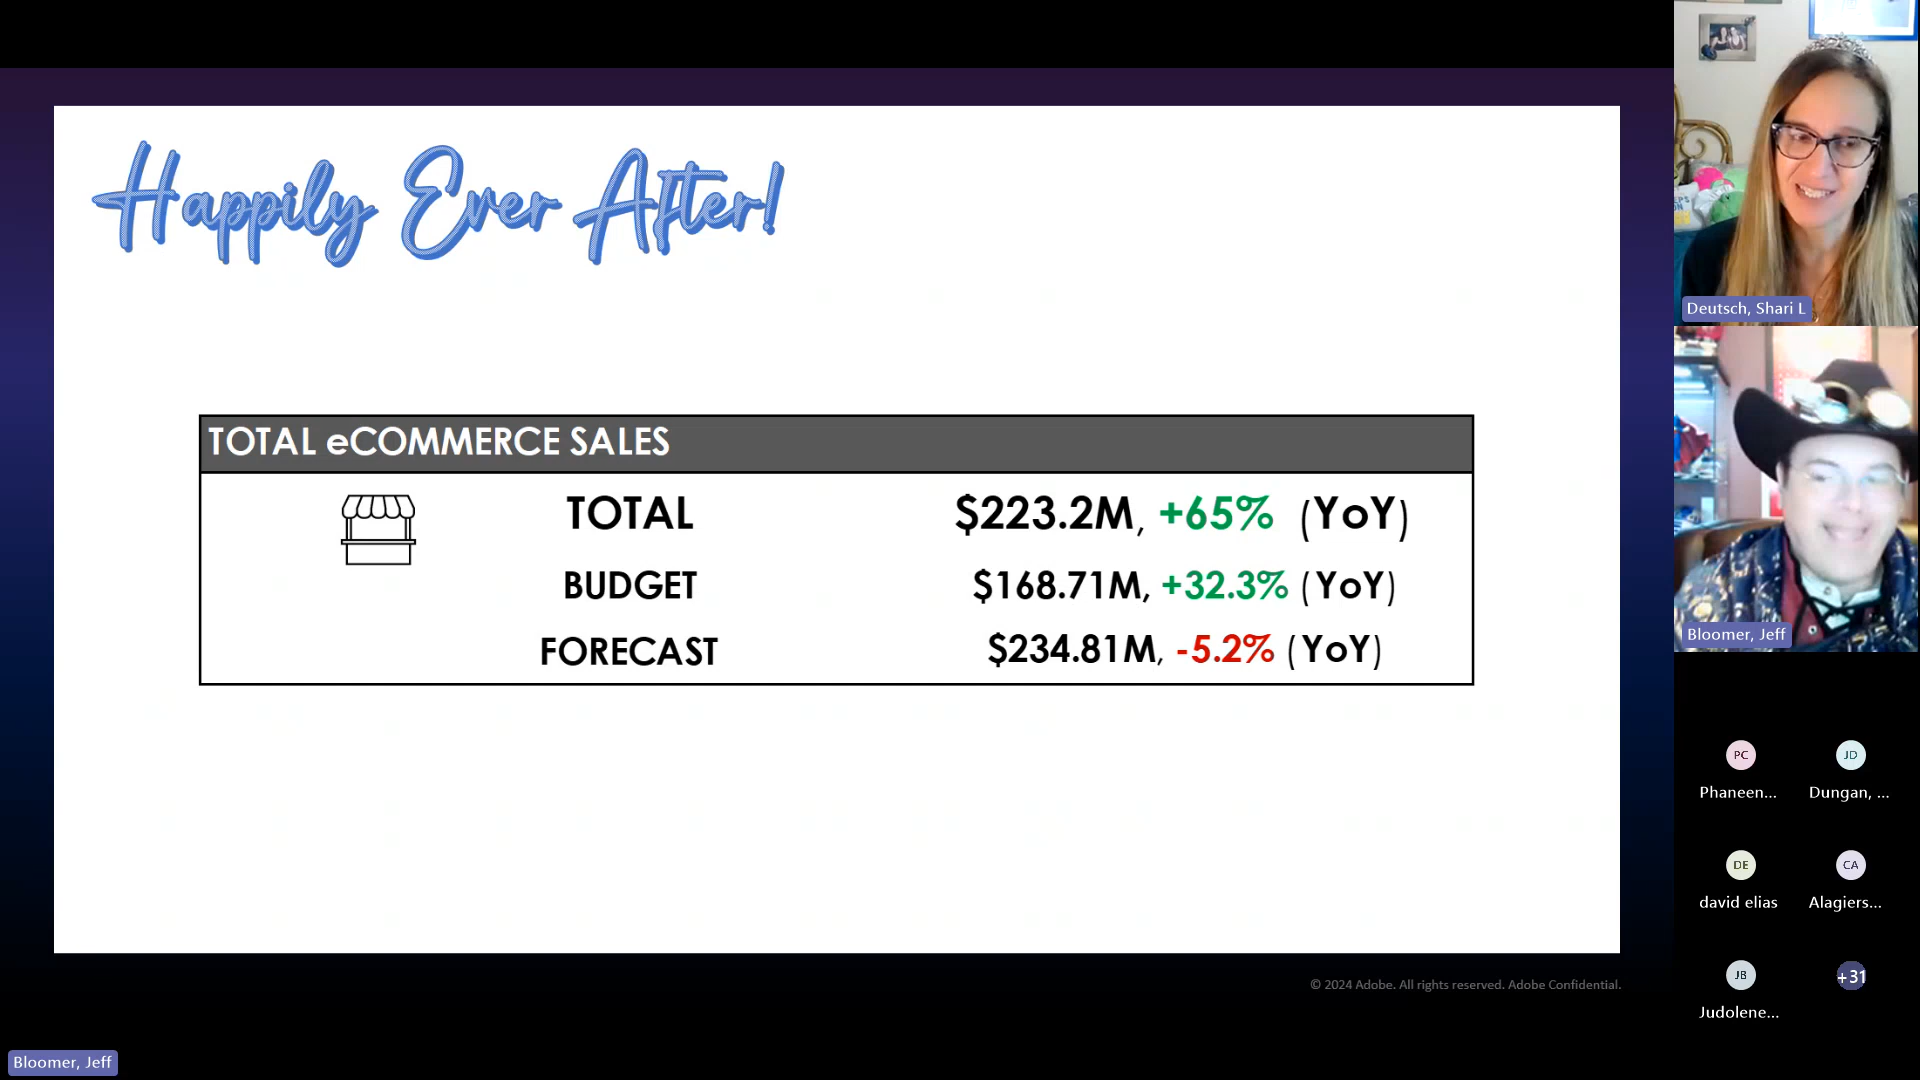 Happily Ever After!
TOTAL eCOMMERCE SALES
TOTAL $223.2M, +65% (YoY)
BUDGET $168.71M, +32.3% (YoY)
FORECAST $234.81M, -5.2% (YoY)
© 2024 Adobe. All rights reserved. Adobe Confidential.
Bloomer, Jeff
Deutsch, Shari L
Bloomer, Jeff
PC JD
Phaneen... Dungan, ...
DE CA
david elias Alagiers...
JB +31
Judolene...